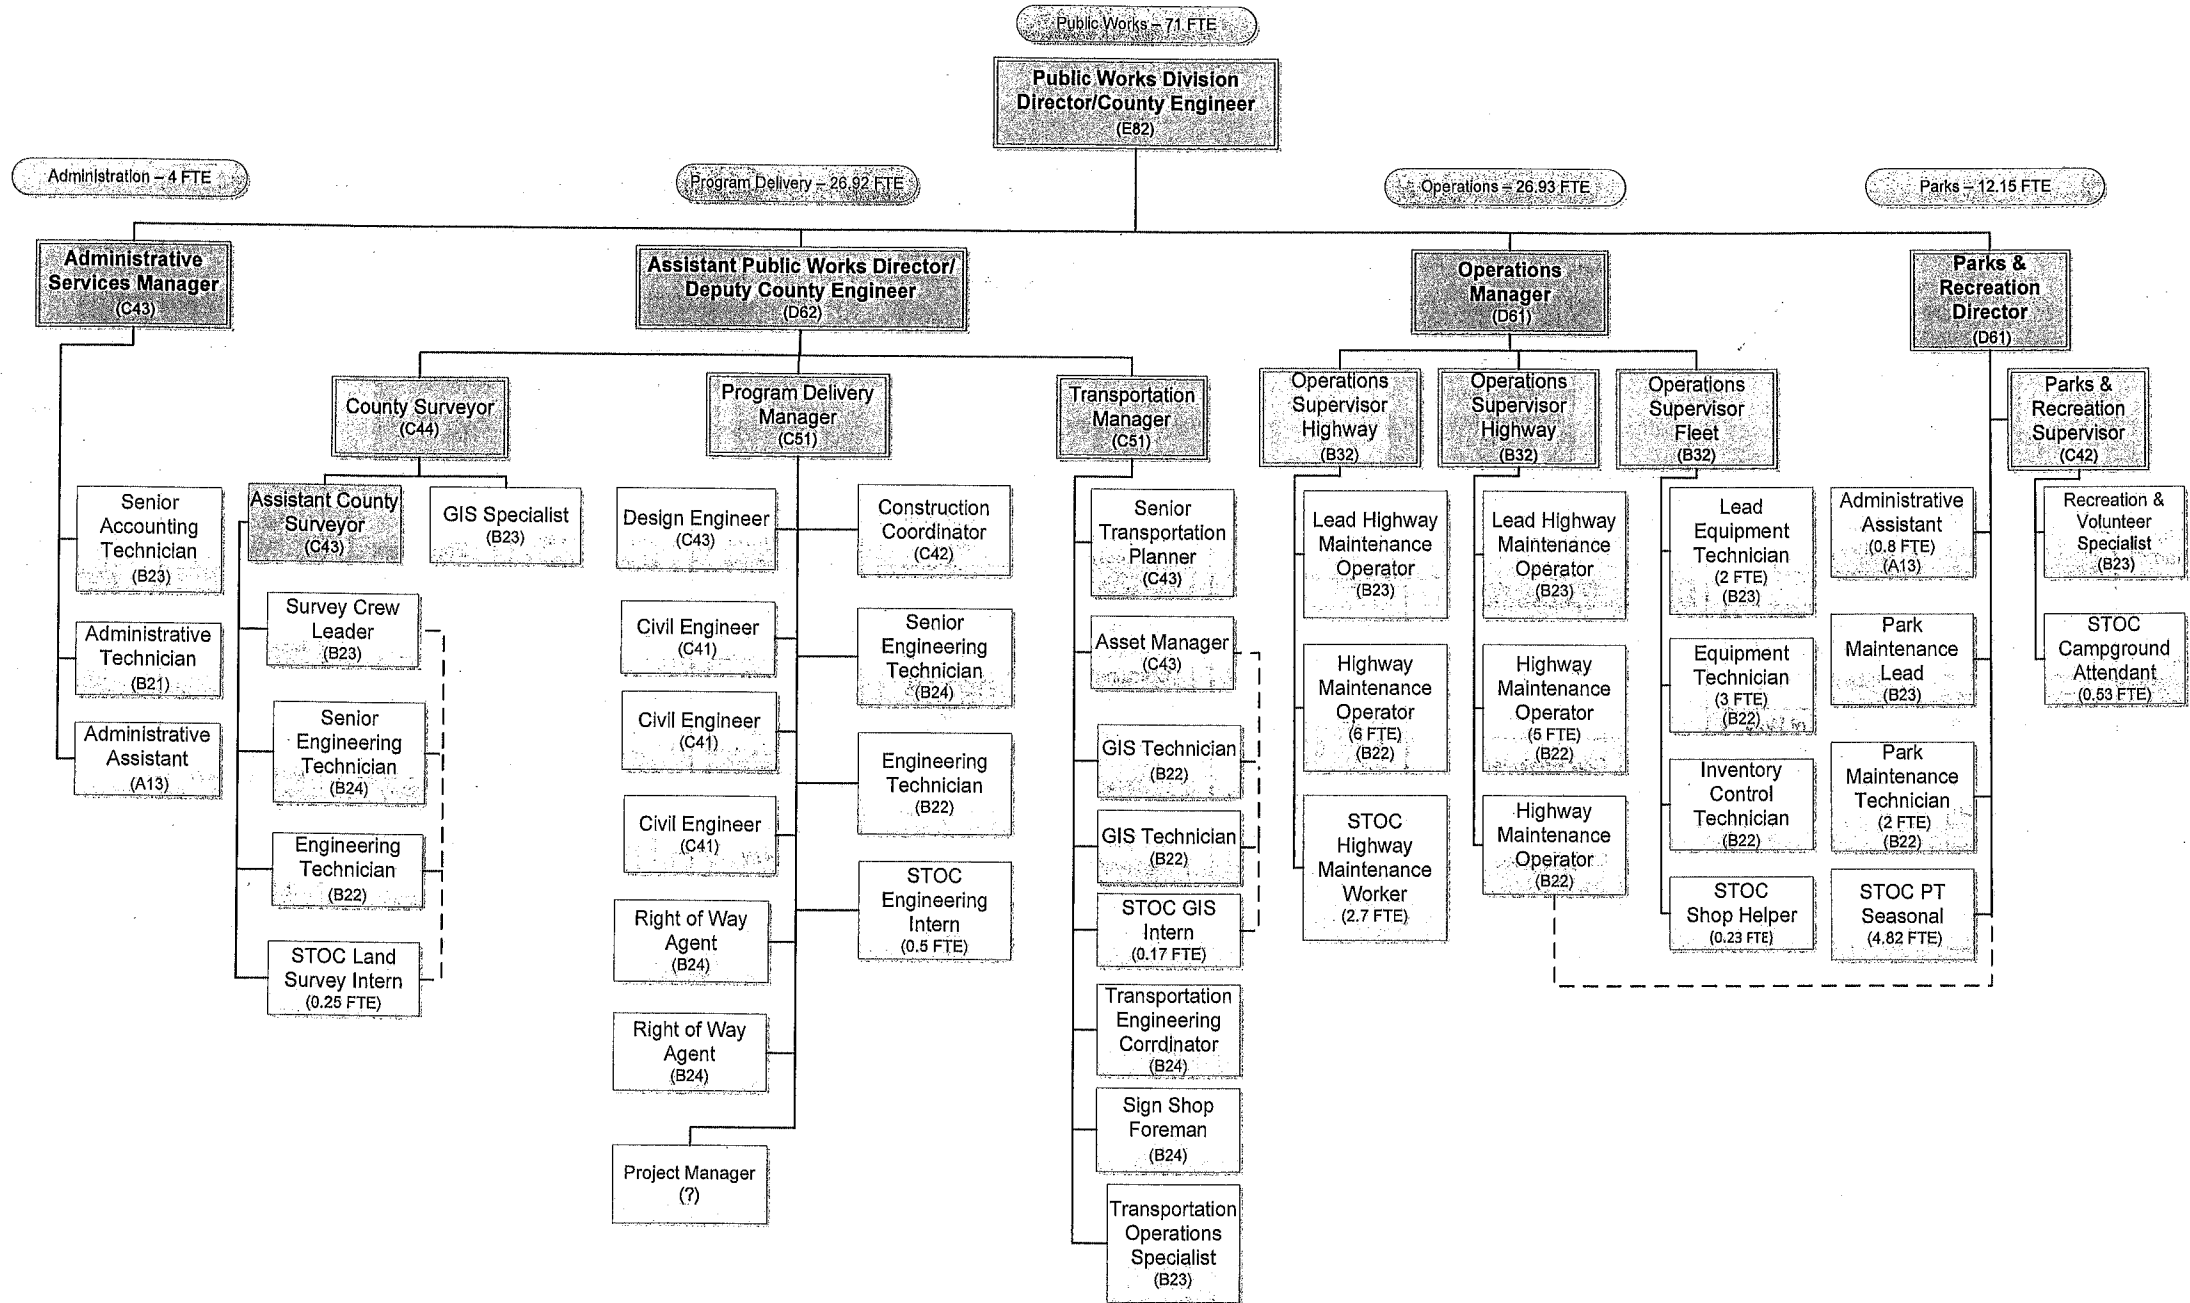 Public Works – 71 FTE
Public Works Division
Director/County Engineer
(E82)
Administration – 4 FTE
Program Delivery – 26.92 FTE
Operations – 26.93 FTE
Parks – 12.15 FTE
Administrative
Services Manager
(C43)
Assistant Public Works Director/
Deputy County Engineer
(D62)
Operations
Manager
(D61)
Parks &
Recreation
Director
(D61)
County Surveyor
(C44)
Program Delivery
Manager
(C51)
Transportation
Manager
(C51)
Operations
Supervisor
Highway
(B32)
Operations
Supervisor
Highway
(B32)
Operations
Supervisor
Fleet
(B32)
Parks &
Recreation
Supervisor
(C42)
Senior
Accounting
Technician
(B23)
Administrative
Technician
(B21)
Administrative
Assistant
(A13)
Assistant County
Surveyor
(C43)
GIS Specialist
(B23)
Survey Crew
Leader
(B23)
Senior
Engineering
Technician
(B24)
Engineering
Technician
(B22)
STOC Land
Survey Intern
(0.25 FTE)
Design Engineer
(C43)
Civil Engineer
(C41)
Civil Engineer
(C41)
Civil Engineer
(C41)
Right of Way
Agent
(B24)
Right of Way
Agent
(B24)
Project Manager
(?)
Construction
Coordinator
(C42)
Senior
Engineering
Technician
(B24)
Engineering
Technician
(B22)
STOC
Engineering
Intern
(0.5 FTE)
Senior
Transportation
Planner
(C43)
Asset Manager
(C43)
GIS Technician
(B22)
GIS Technician
(B22)
STOC GIS
Intern
(0.17 FTE)
Transportation
Engineering
Corrdinator
(B24)
Sign Shop
Foreman
(B24)
Transportation
Operations
Specialist
(B23)
Lead Highway
Maintenance
Operator
(B23)
Highway
Maintenance
Operator
(6 FTE)
(B22)
STOC
Highway
Maintenance
Worker
(2.7 FTE)
Lead Highway
Maintenance
Operator
(B23)
Highway
Maintenance
Operator
(5 FTE)
(B22)
Highway
Maintenance
Operator
(B22)
Lead
Equipment
Technician
(2 FTE)
(B23)
Equipment
Technician
(3 FTE)
(B22)
Inventory
Control
Technician
(B22)
STOC
Shop Helper
(0.23 FTE)
Administrative
Assistant
(0.8 FTE)
(A13)
Park
Maintenance
Lead
(B23)
Park
Maintenance
Technician
(2 FTE)
(B22)
STOC PT
Seasonal
(4.82 FTE)
Recreation &
Volunteer
Specialist
(B23)
STOC
Campground
Attendant
(0.53 FTE)